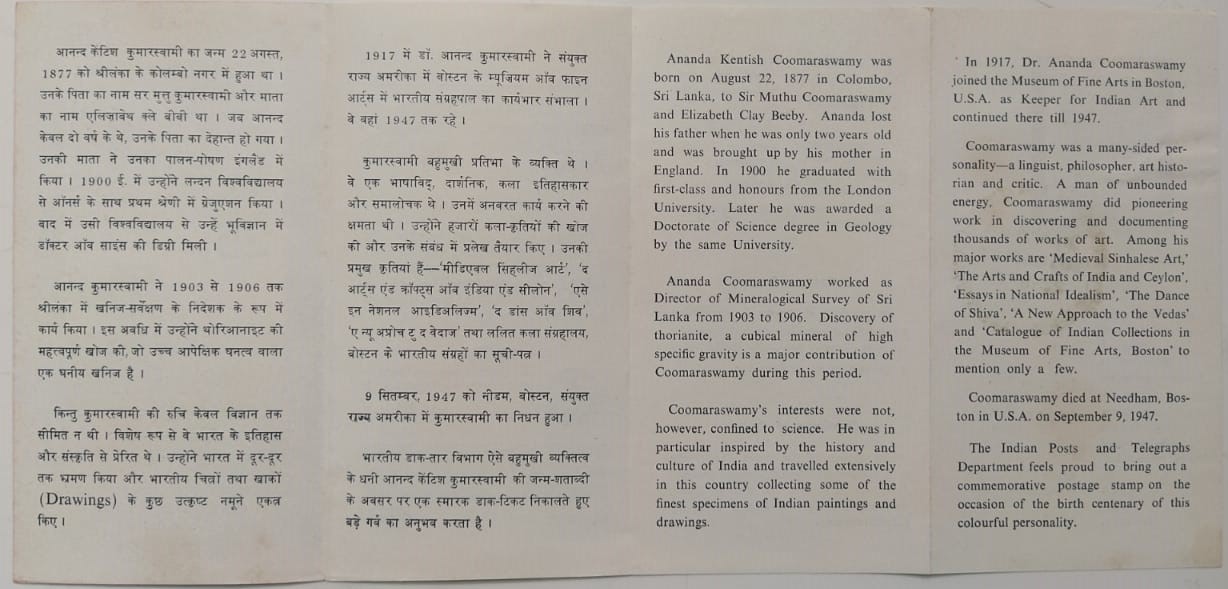 आनन्द केंटिश कुमारस्वामी का जन्म 22 अगस्त,
1877 को श्रीलंका के कोलम्बो नगर में हुआ था ।
उनके पिता का नाम सर मुत्तु कुमारस्वामी और माता
का नाम एलिज़ाबेथ क्ले बीबी था । जब आनन्द
केवल दो वर्ष के थे, उनके पिता का देहान्त हो गया ।
उनकी माता ने उनका पालन-पोषण इंगलैंड में
किया । 1900 ई. में उन्होंने लन्दन विश्वविद्यालय
से ऑनर्स के साथ प्रथम श्रेणी में ग्रेजुएशन किया ।
बाद में उसी विश्वविद्यालय से उन्हें भूविज्ञान में
डॉक्टर ऑव साइंस की डिग्री मिली ।
आनन्द कुमारस्वामी ने 1903 से 1906 तक
श्रीलंका में खनिज-सर्वेक्षण के निदेशक के रूप में
कार्य किया । इस अवधि में उन्होंने थोरिआनाइट की
महत्वपूर्ण खोज की, जो उच्च आपेक्षिक घनत्व वाला
एक घनीय खनिज है ।
किन्तु कुमारस्वामी की रुचि केवल विज्ञान तक
सीमित न थी । विशेष रूप से वे भारत के इतिहास
और संस्कृति से प्रेरित थे । उन्होंने भारत में दूर-दूर
तक भ्रमण किया और भारतीय चित्रों तथा खाकों
(Drawings) के कुछ उत्कृष्ट नमूने एकत्र
किए ।
1917 में डॉ. आनन्द कुमारस्वामी ने संयुक्त
राज्य अमरीका में बोस्टन के म्यूज़ियम ऑव फाइन
आर्ट्स में भारतीय संग्रहपाल का कार्यभार संभाला ।
वे वहां 1947 तक रहे ।
कुमारस्वामी बहुमुखी प्रतिभा के व्यक्ति थे ।
वे एक भाषाविद्, दार्शनिक, कला इतिहासकार
और समालोचक थे । उनमें अनवरत कार्य करने की
क्षमता थी । उन्होंने हजारों कला-कृतियों की खोज
की और उनके संबंध में प्रलेख तैयार किए । उनकी
प्रमुख कृतियां हैं—‘मीडिएवल सिंहलीज आर्ट’, ‘द
आर्ट्स एंड क्रॉफ्ट्स ऑव इंडिया एंड सीलोन’, ‘एसे
इन नेशनल आइडिअलिज्म’, ‘द डांस ऑव शिव’,
‘ए न्यू अप्रोच टु द वेदाज’ तथा ललित कला संग्रहालय,
बोस्टन के भारतीय संग्रहों का सूची-पत्र ।
9 सितम्बर, 1947 को नीडम, बोस्टन, संयुक्त
राज्य अमरीका में कुमारस्वामी का निधन हुआ ।
भारतीय डाक-तार विभाग ऐसे बहुमुखी व्यक्तित्व
के धनी आनन्द केंटिश कुमारस्वामी की जन्म-शताब्दी
के अवसर पर एक स्मारक डाक-टिकट निकालते हुए
बड़े गर्व का अनुभव करता है ।
Ananda Kentish Coomaraswamy was
born on August 22, 1877 in Colombo,
Sri Lanka, to Sir Muthu Coomaraswamy
and Elizabeth Clay Beeby. Ananda lost
his father when he was only two years old
and was brought up by his mother in
England. In 1900 he graduated with
first-class and honours from the London
University. Later he was awarded a
Doctorate of Science degree in Geology
by the same University.
Ananda Coomaraswamy worked as
Director of Mineralogical Survey of Sri
Lanka from 1903 to 1906. Discovery of
thorianite, a cubical mineral of high
specific gravity is a major contribution of
Coomaraswamy during this period.
Coomaraswamy's interests were not,
however, confined to science. He was in
particular inspired by the history and
culture of India and travelled extensively
in this country collecting some of the
finest specimens of Indian paintings and
drawings.
In 1917, Dr. Ananda Coomaraswamy
joined the Museum of Fine Arts in Boston,
U.S.A. as Keeper for Indian Art and
continued there till 1947.
Coomaraswamy was a many-sided per-
sonality—a linguist, philosopher, art histo-
rian and critic. A man of unbounded
energy, Coomaraswamy did pioneering
work in discovering and documenting
thousands of works of art. Among his
major works are ‘Medieval Sinhalese Art,’
‘The Arts and Crafts of India and Ceylon’,
‘Essays in National Idealism’, ‘The Dance
of Shiva’, ‘A New Approach to the Vedas’
and ‘Catalogue of Indian Collections in
the Museum of Fine Arts, Boston’ to
mention only a few.
Coomaraswamy died at Needham, Bos-
ton in U.S.A. on September 9, 1947.
The Indian Posts and Telegraphs
Department feels proud to bring out a
commemorative postage stamp on the
occasion of the birth centenary of this
colourful personality.